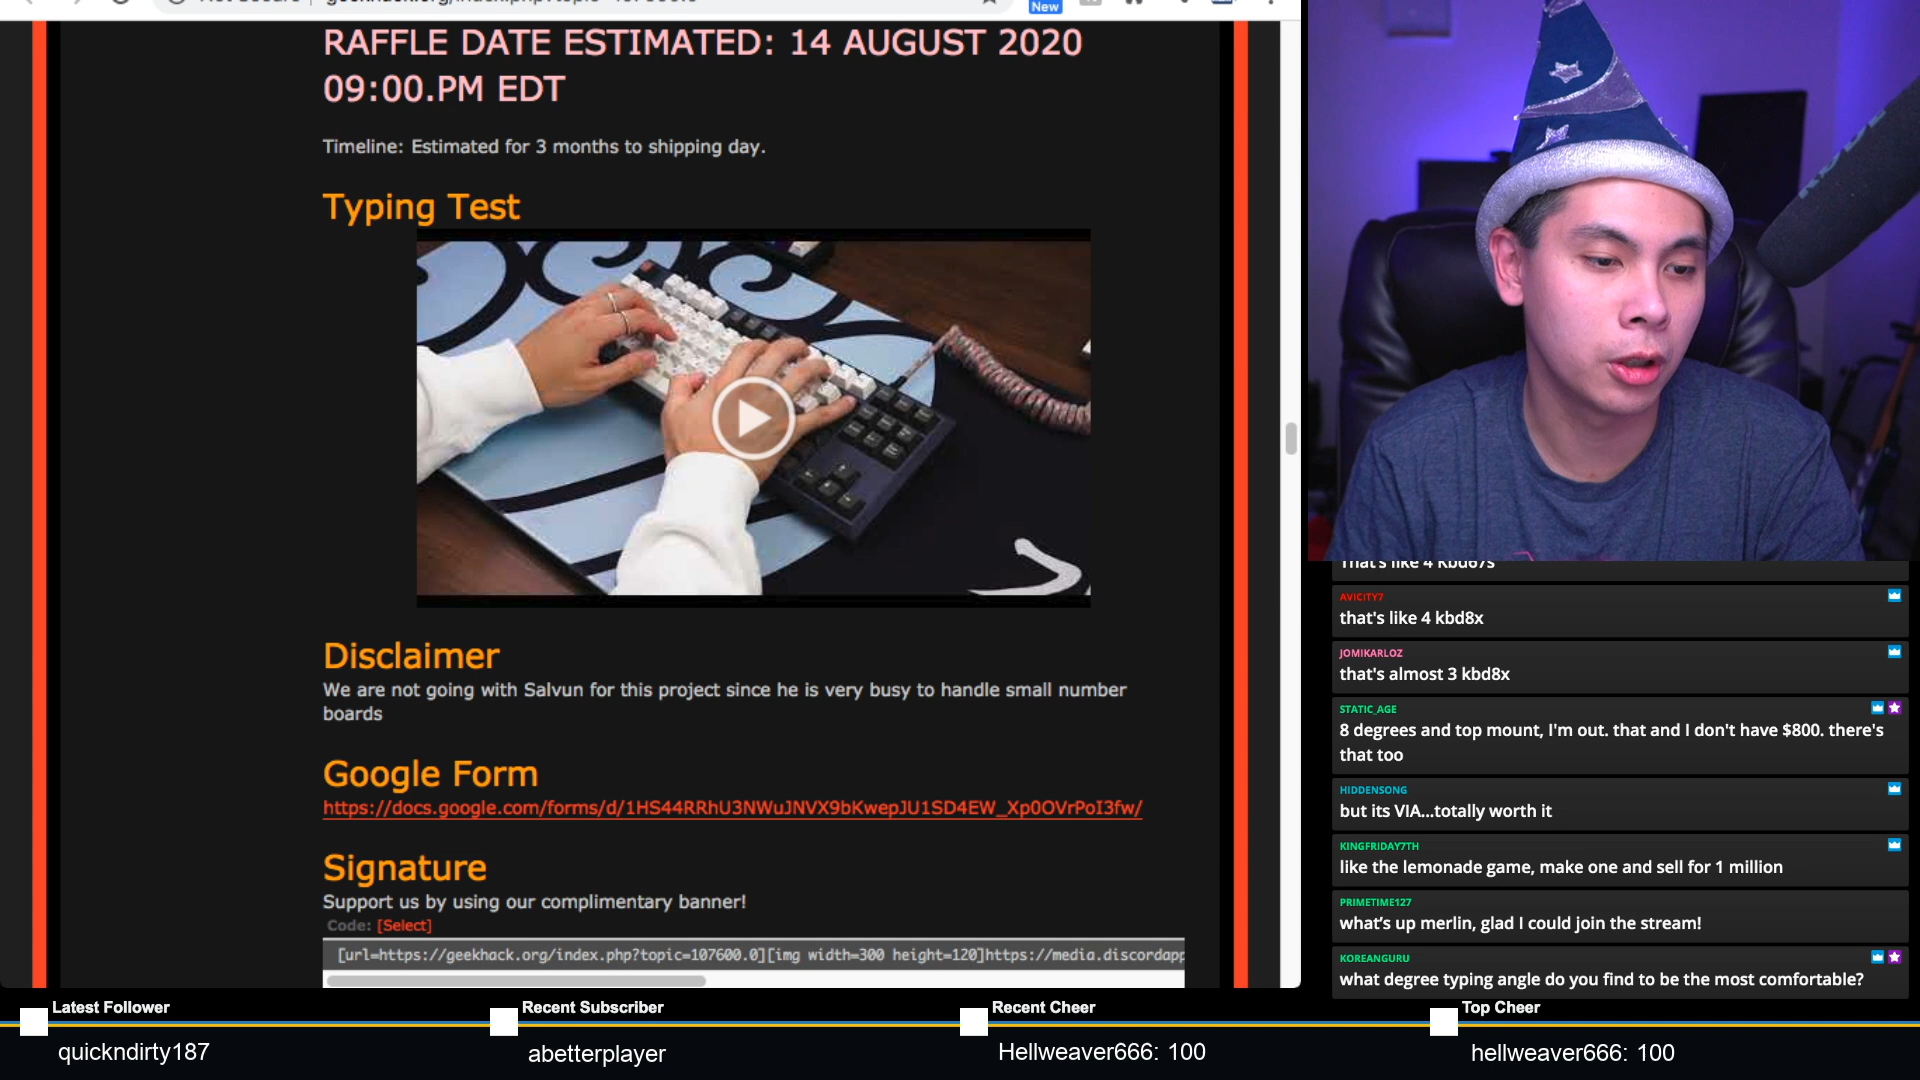 New
RAFFLE DATE ESTIMATED: 14 AUGUST 2020
09:00.PM EDT
Timeline: Estimated for 3 months to shipping day.
Typing Test
Disclaimer
We are not going with Salvun for this project since he is very busy to handle small number
boards
Google Form
https://docs.google.com/forms/d/1HS44RRhU3NWuJNVX9bKwepJU1SD4EW_Xp0OVrPoI3fw/
Signature
Support us by using our complimentary banner!
Code: [Select]
[url=https://geekhack.org/index.php?topic=107600.0][img width=300 height=120]https://media.discordapp
That's like 4 Kbd67s
AVICITY7
that's like 4 kbd8x
JOMIKARLOZ
that's almost 3 kbd8x
STATIC_AGE
8 degrees and top mount, I'm out. that and I don't have $800. there's
that too
HIDDENSONG
but its VIA...totally worth it
KINGFRIDAY7TH
like the lemonade game, make one and sell for 1 million
PRIMETIME127
what's up merlin, glad I could join the stream!
KOREANGURU
what degree typing angle do you find to be the most comfortable?
Latest Follower
quickndirty187
Recent Subscriber
abetterplayer
Recent Cheer
Hellweaver666: 100
Top Cheer
hellweaver666: 100